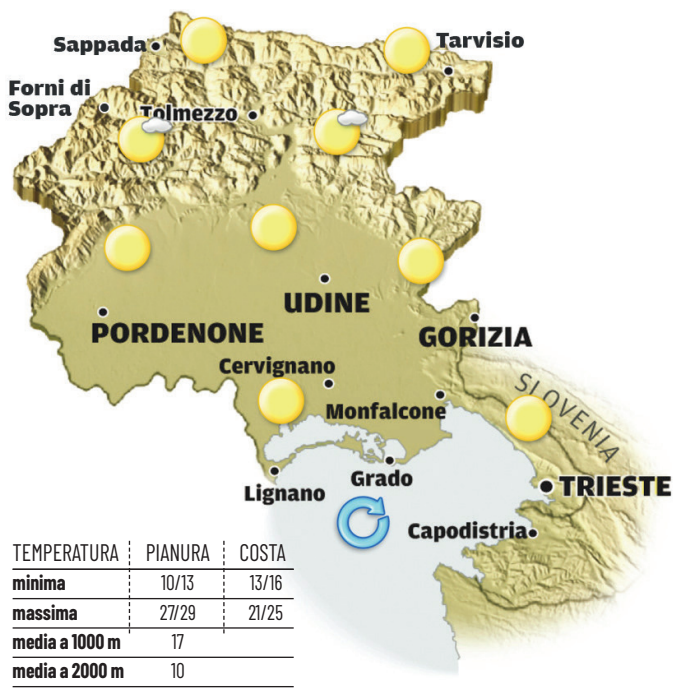 Sappada
Tarvisio
Forni di
Sopra
Tolmezzo
UDINE
PORDENONE
GORIZIA
Cervignano
SLOVENIA
Monfalcone
Grado
TRIESTE
Lignano
Capodistria
TEMPERATURA PIANURA COSTA
minima 10/13 13/16
massima 27/29 21/25
media a 1000 m 17
media a 2000 m 10